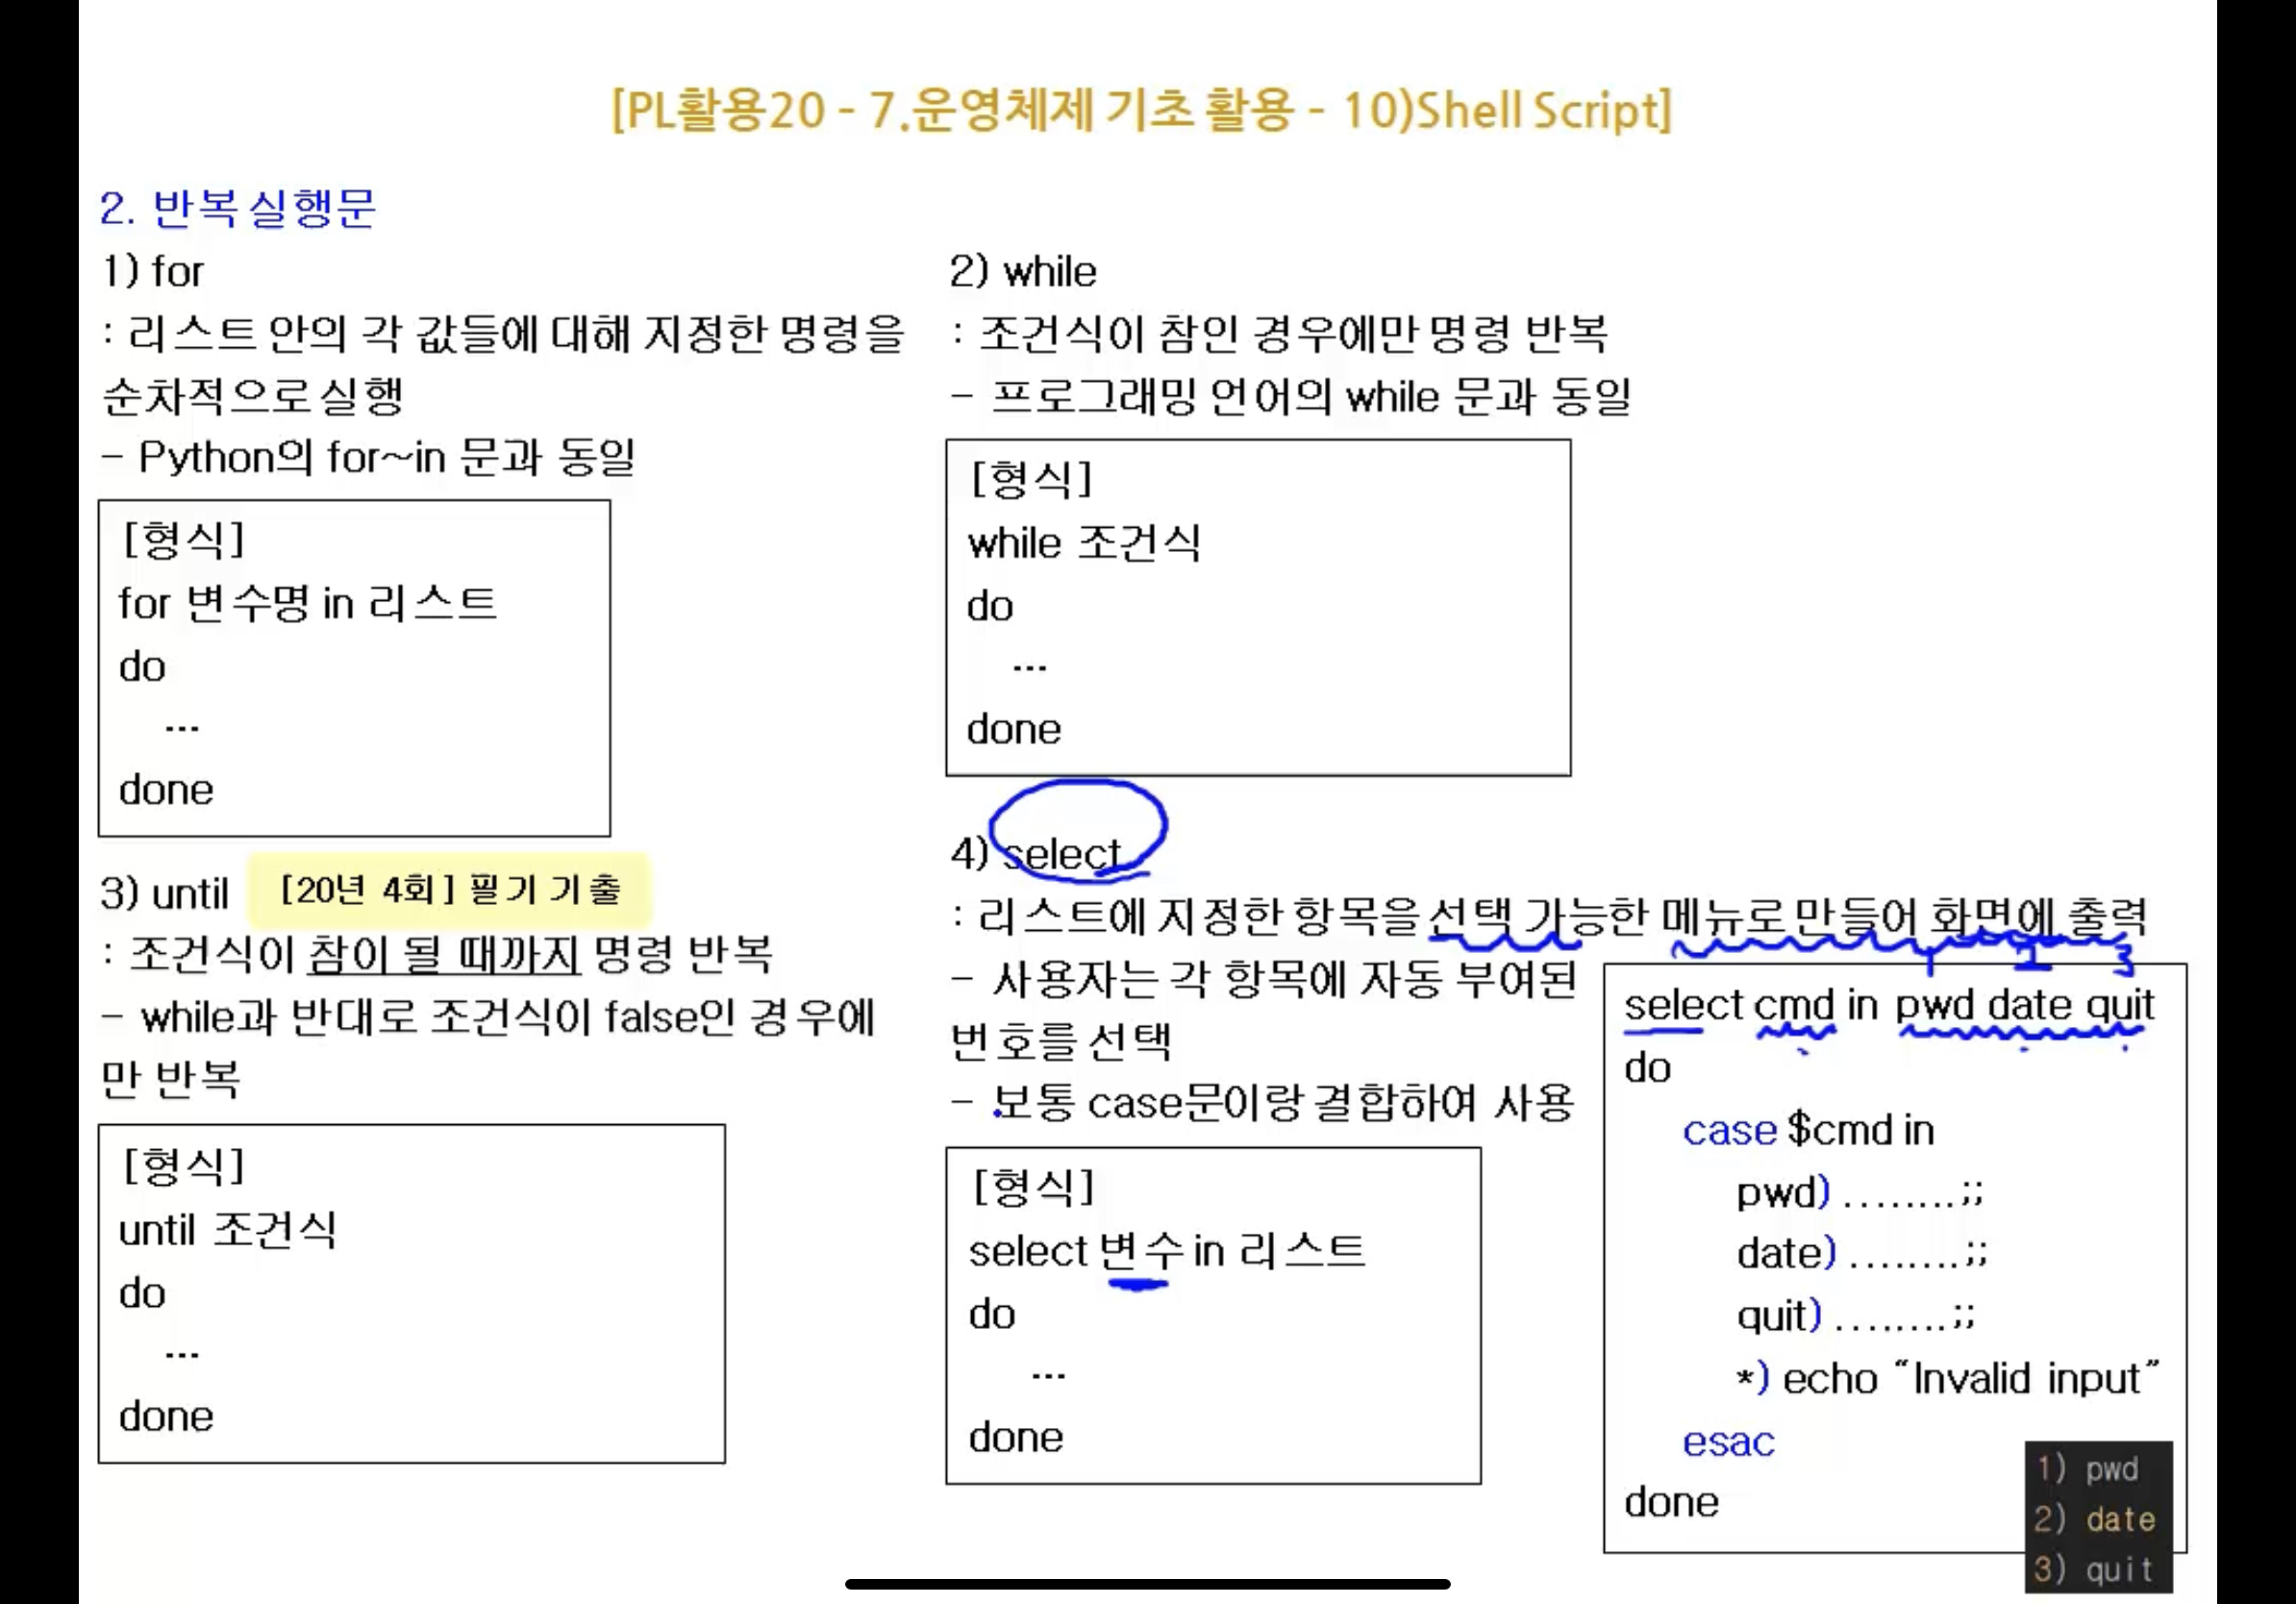 [PL활용20 - 7.운영체제 기초 활용 - 10)Shell Script]
2. 반복실행문
1) for
: 리스트 안의 각 값들에 대해 지정한 명령을
순차적으로 실행
- Python의 for~in 문과 동일
[형식]
for 변수명 in 리스트
do
...
done
2) while
: 조건식이 참인 경우에만 명령 반복
- 프로그래밍 언어의 while 문과 동일
[형식]
while 조건식
do
...
done
3) until [20년 4회] 필기 기출
: 조건식이 참이 될 때까지 명령 반복
- while과 반대로 조건식이 false인 경우에
만 반복
[형식]
until 조건식
do
...
done
4) select
: 리스트에 지정한 항목을 선택 가능한 메뉴로 만들어 화면에 출력
- 사용자는 각 항목에 자동 부여된
번호를 선택
- 보통 case문이랑 결합하여 사용
[형식]
select 변수 in 리스트
do
...
done
1 2 3
select cmd in pwd date quit
do
case $cmd in
pwd) ........;;
date) ........;;
quit) ........;;
*) echo “Invalid input”
esac
done
1) pwd
2) date
3) quit